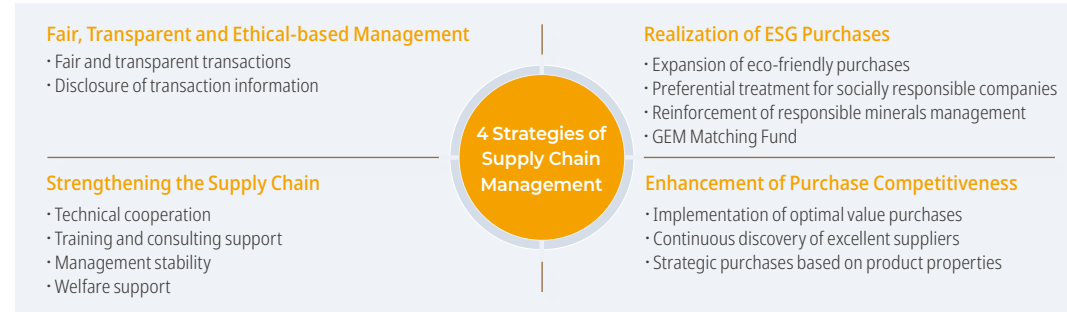 Fair, Transparent and Ethical-based Management
· Fair and transparent transactions
· Disclosure of transaction information
Realization of ESG Purchases
· Expansion of eco-friendly purchases
· Preferential treatment for socially responsible companies
· Reinforcement of responsible minerals management
· GEM Matching Fund
4 Strategies of
Supply Chain
Management
Strengthening the Supply Chain
· Technical cooperation
· Training and consulting support
· Management stability
· Welfare support
Enhancement of Purchase Competitiveness
· Implementation of optimal value purchases
· Continuous discovery of excellent suppliers
· Strategic purchases based on product properties